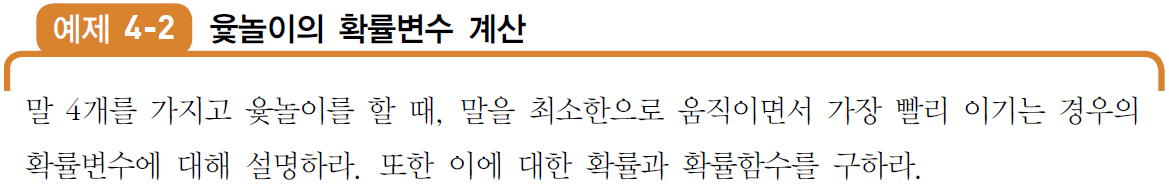 예제 4-2 윷놀이의 확률변수 계산
말 4개를 가지고 윷놀이를 할 때, 말을 최소한으로 움직이면서 가장 빨리 이기는 경우의
확률변수에 대해 설명하라. 또한 이에 대한 확률과 확률함수를 구하라.